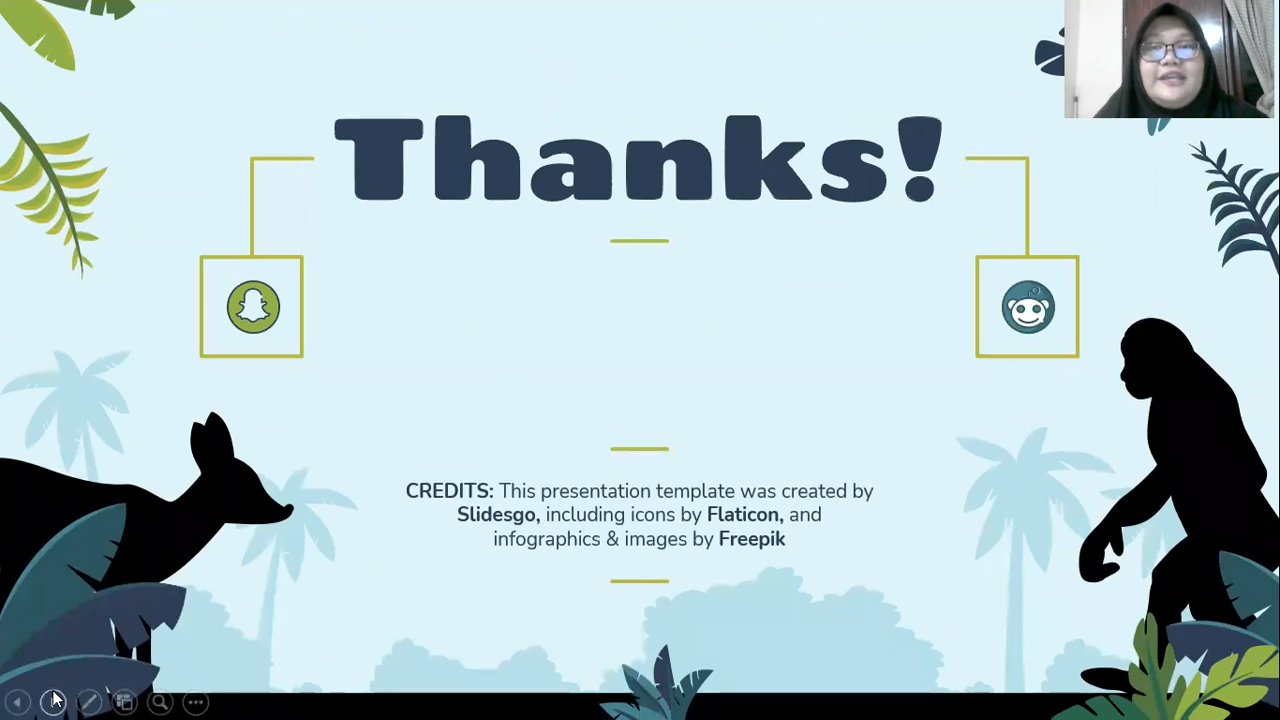 Thanks!
CREDITS: This presentation template was created by
Slidesgo, including icons by Flaticon, and
infographics & images by Freepik